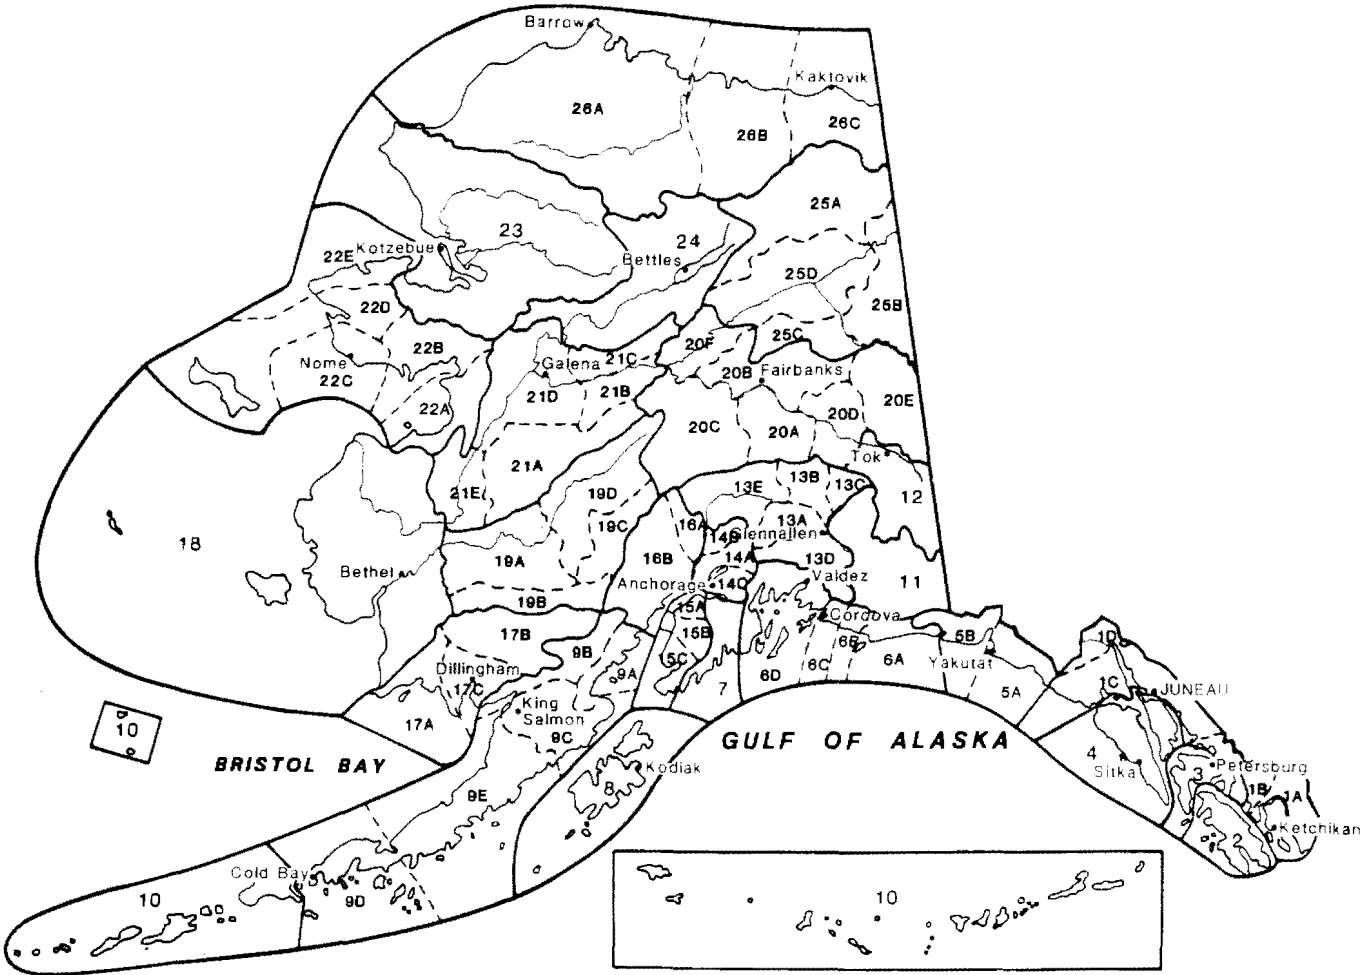 Barrow
Kaktovik
26A
26B
26C
25A
23
24
Kotzebue
22E
Bettles
25D
22D
25B
25C
20F
22B
21C
Galena
Nome
20B
Fairbanks
22C
21D
21B
20E
22A
20D
20C
20A
Tok
21A
13B
13E
13C
21E
19D
12
16A
13A
19C
14B
Glennallen
18
16B
14A
13D
19A
Bethel
Anchorage
14C
Valdez
11
19B
15A
Cordova
17B
15B
6B
5B
1D
9B
15C
6C
6A
Yakutat
Dillingham
9A
6D
1C
17C
7
5A
JUNEAU
King
Salmon
17A
9C
10
GULF OF ALASKA
4
BRISTOL BAY
Sitka
3
Petersburg
Kodiak
8
9E
1B
1A
Ketchikan
2
Cold Bay
10
9D
10